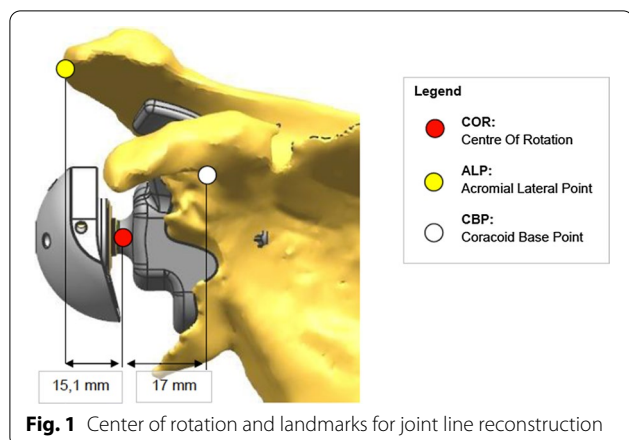 Legend
COR:
Centre Of Rotation
ALP:
Acromial Lateral Point
CBP:
Coracoid Base Point
15,1 mm
17 mm
Fig. 1 Center of rotation and landmarks for joint line reconstruction